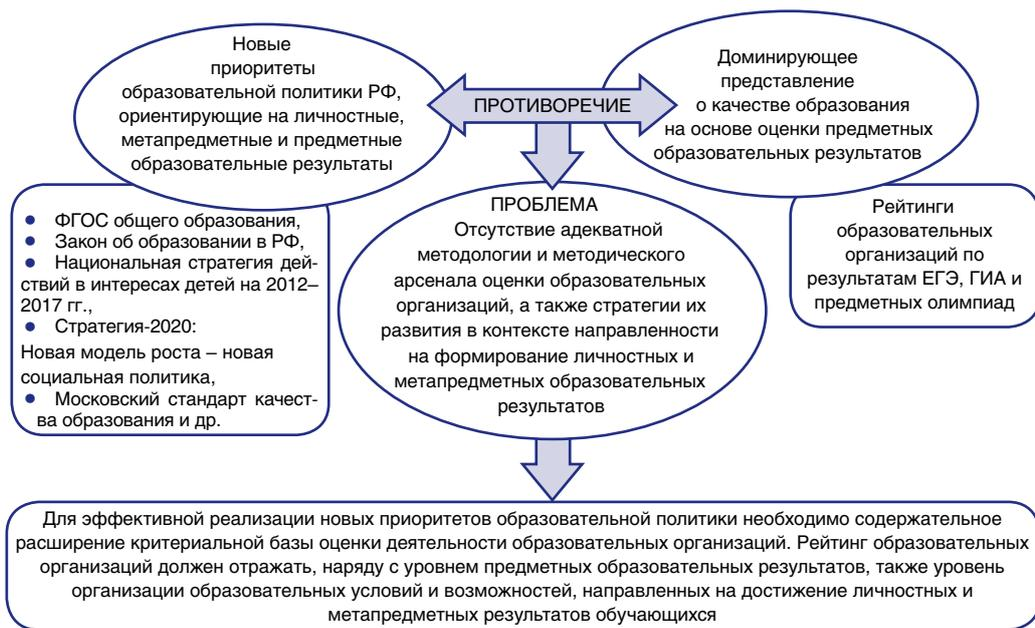 Новые
приоритеты
образовательной политики РФ,
ориентирующие на личностные,
метапредметные и предметные
образовательные результаты
ПРОТИВОРЕЧИЕ
Доминирующее
представление
о качестве образования
на основе оценки предметных
образовательных результатов
● ФГОС общего образования,
● Закон об образовании в РФ,
● Национальная стратегия дей-
ствий в интересах детей на 2012–
2017 гг.,
● Стратегия-2020:
Новая модель роста – новая
социальная политика,
● Московский стандарт качест-
ва образования и др.
ПРОБЛЕМА
Отсутствие адекватной
методологии и методического
арсенала оценки образовательных
организаций, а также стратегии их
развития в контексте направленности
на формирование личностных и
метапредметных образовательных
результатов
Рейтинги
образовательных
организаций по
результатам ЕГЭ, ГИА и
предметных олимпиад
Для эффективной реализации новых приоритетов образовательной политики необходимо содержательное
расширение критериальной базы оценки деятельности образовательных организаций. Рейтинг образовательных
организаций должен отражать, наряду с уровнем предметных образовательных результатов, также уровень
организации образовательных условий и возможностей, направленных на достижение личностных и
метапредметных результатов обучающихся